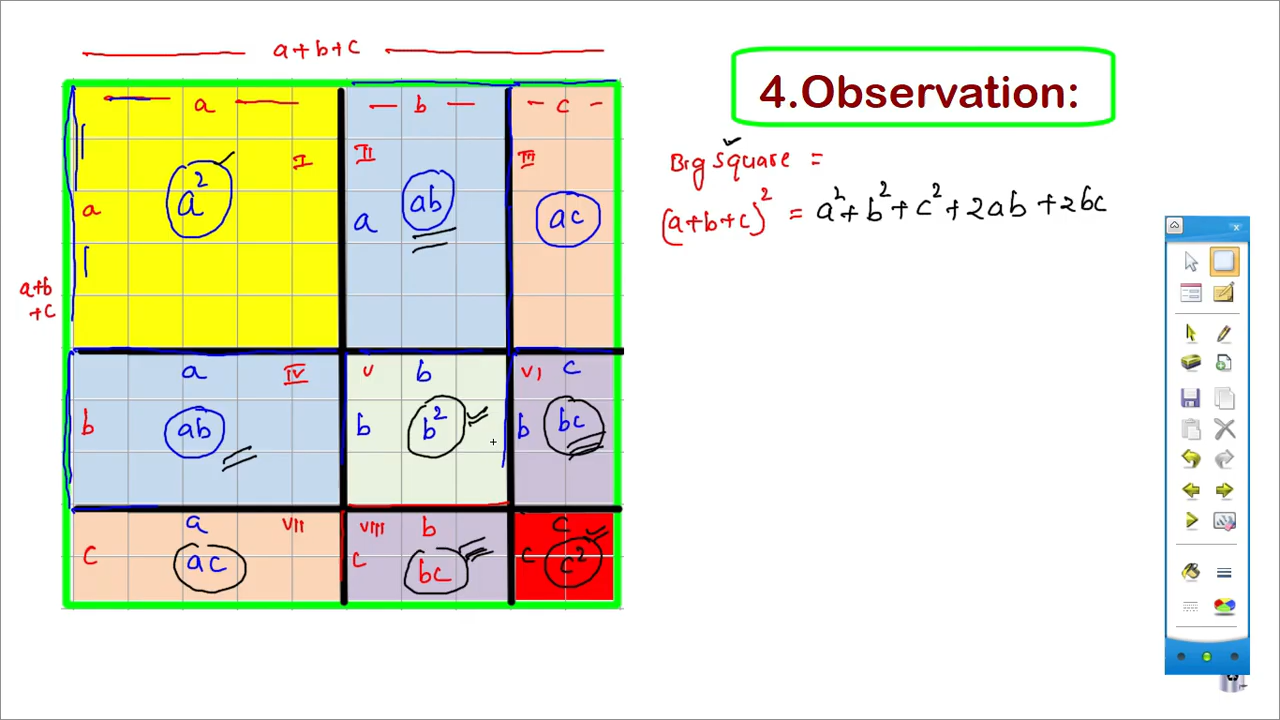 a+b+c
4.Observation:
a
b
c
Big square =
I
II
III
a²
a
a
ab
ac
(a+b+c)² = a²+b²+c²+2ab+2bc
a+b
+c
a
IV
V
b
VI
c
b
ab
b
b²
b
bc
a
VII
VIII
b
c
c
ac
c
bc
c
c²